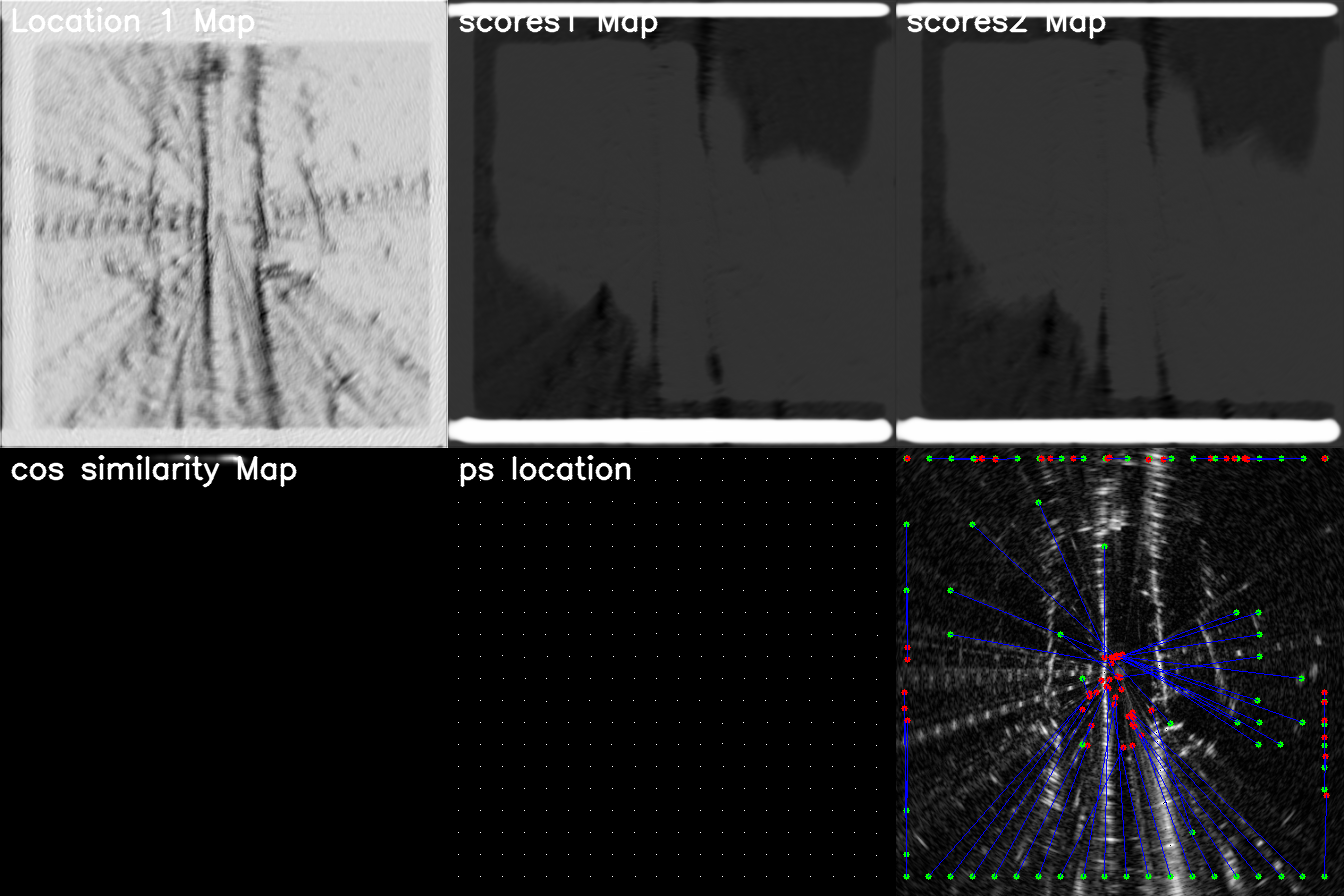 Location 1 Map
scores1 Map
scores2 Map
cos similarity Map
ps location